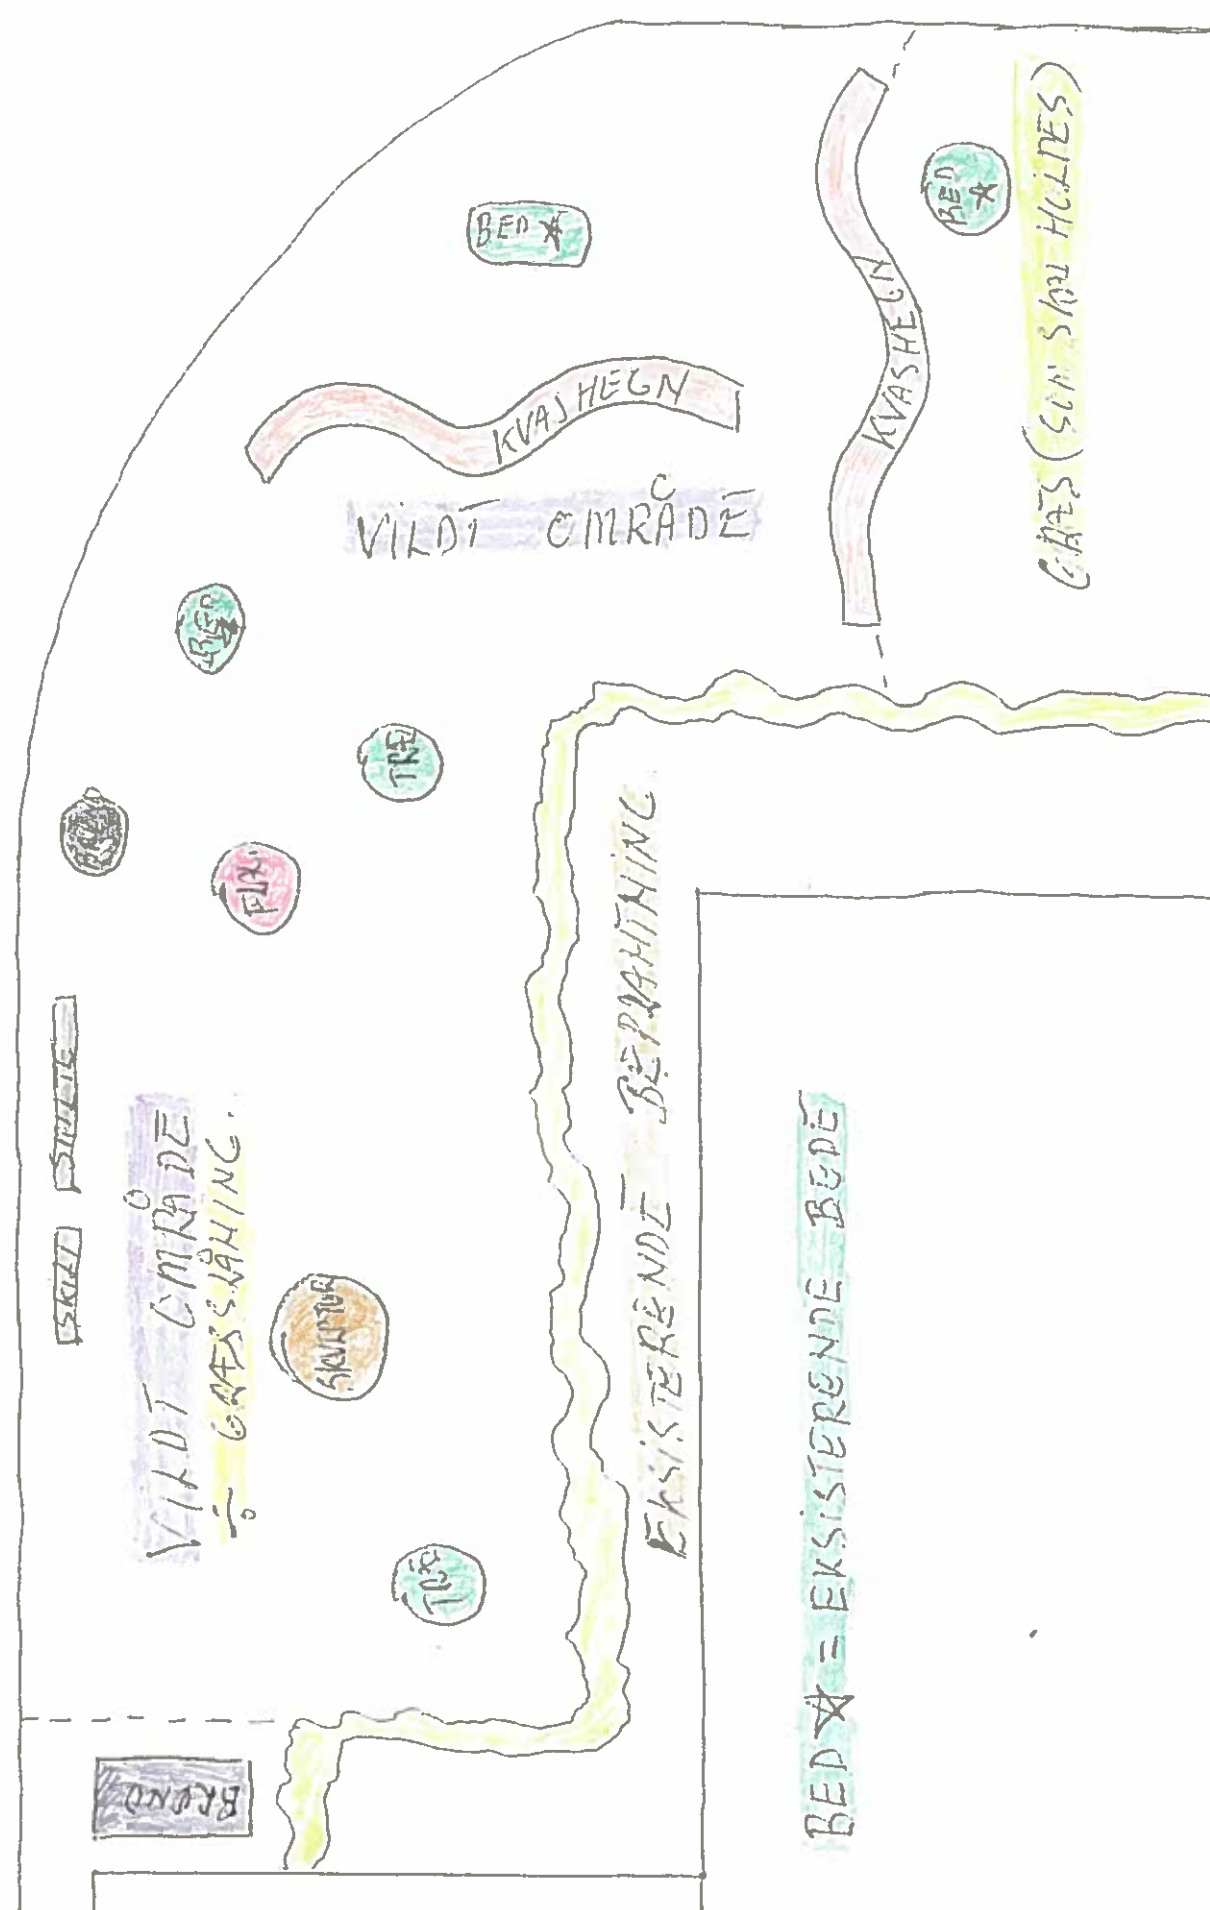 BED ☆
BED ☆
GRÆS (SOM SKAL HOLDES)
KVASHEGN
KVASHEGN
VILDT OMRÅDE
BED ☆
TRÆ
SKILT
VILDT OMRÅDE
÷ GRÆSSLÅNING.
SKULPTUR
TRÆ
EKSISTERENDE BEPLANTNING
BED ☆ = EKSISTERENDE BEDE
BRØND